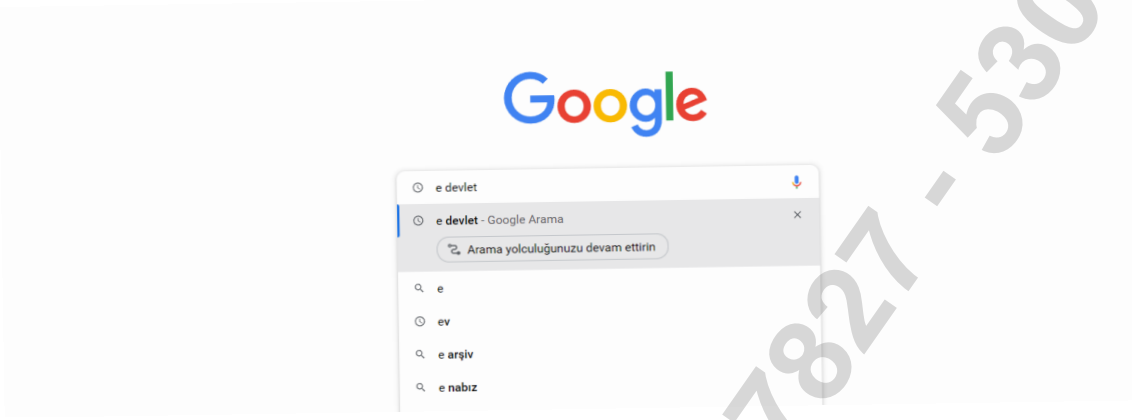 Google
e devlet
e devlet - Google Arama
Arama yolculuğunuzu devam ettirin
e
ev
e arşiv
e nabız
7827 - 530